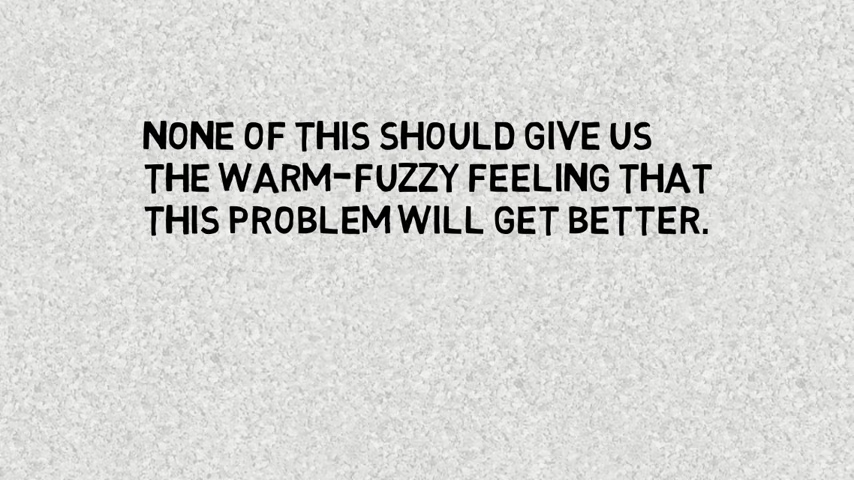 NONE OF THIS SHOULD GIVE US
THE WARM-FUZZY FEELING THAT
THIS PROBLEM WILL GET BETTER.